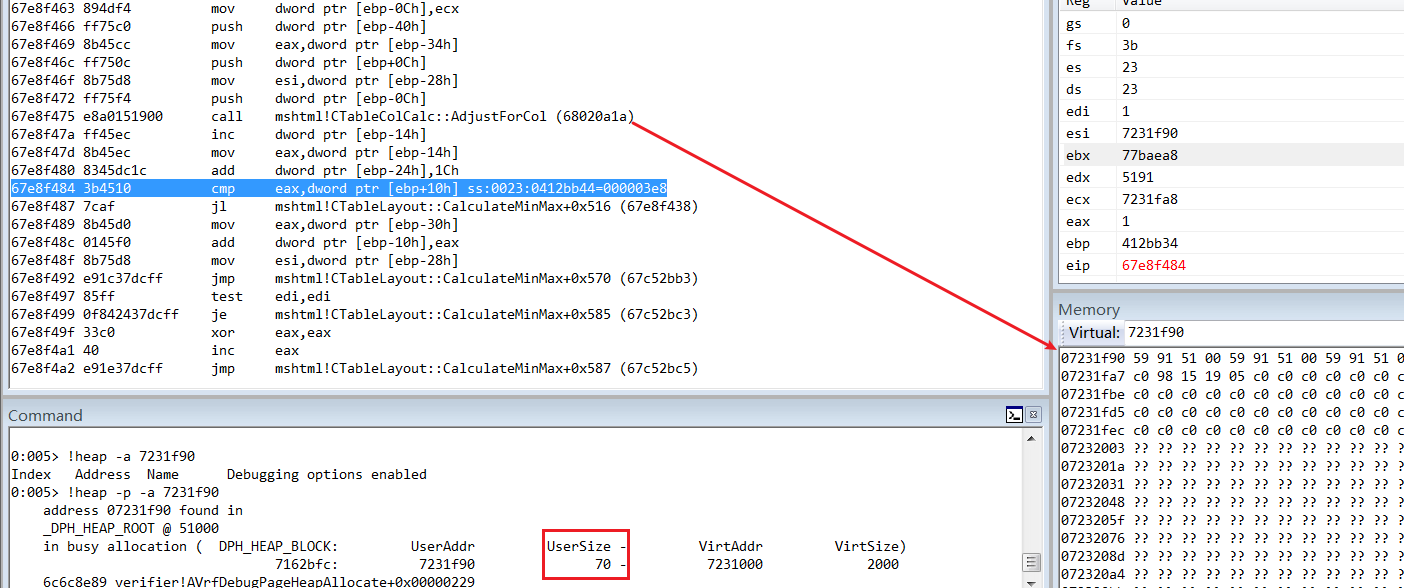 67e8f463 894df4 mov dword ptr [ebp-0Ch],ecx
67e8f466 ff75c0 push dword ptr [ebp-40h]
67e8f469 8b45cc mov eax,dword ptr [ebp-34h]
67e8f46c ff750c push dword ptr [ebp+0Ch]
67e8f46f 8b75d8 mov esi,dword ptr [ebp-28h]
67e8f472 ff75f4 push dword ptr [ebp-0Ch]
67e8f475 e8a0151900 call mshtml!CTableColCalc::AdjustForCol (68020a1a)
67e8f47a ff45ec inc dword ptr [ebp-14h]
67e8f47d 8b45ec mov eax,dword ptr [ebp-14h]
67e8f480 8345dc1c add dword ptr [ebp-24h],1Ch
67e8f484 3b4510 cmp eax,dword ptr [ebp+10h] ss:0023:0412bb44=000003e8
67e8f487 7caf jl mshtml!CTableLayout::CalculateMinMax+0x516 (67e8f438)
67e8f489 8b45d0 mov eax,dword ptr [ebp-30h]
67e8f48c 0145f0 add dword ptr [ebp-10h],eax
67e8f48f 8b75d8 mov esi,dword ptr [ebp-28h]
67e8f492 e91c37dcff jmp mshtml!CTableLayout::CalculateMinMax+0x570 (67c52bb3)
67e8f497 85ff test edi,edi
67e8f499 0f842437dcff je mshtml!CTableLayout::CalculateMinMax+0x585 (67c52bc3)
67e8f49f 33c0 xor eax,eax
67e8f4a1 40 inc eax
67e8f4a2 e91e37dcff jmp mshtml!CTableLayout::CalculateMinMax+0x587 (67c52bc5)
Command
0:005> !heap -a 7231f90
Index Address Name Debugging options enabled
0:005> !heap -p -a 7231f90
address 07231f90 found in
_DPH_HEAP_ROOT @ 51000
in busy allocation ( DPH_HEAP_BLOCK: UserAddr UserSize - VirtAddr VirtSize)
7162bfc: 7231f90 70 - 7231000 2000
6c6c8e89 verifier!AVrfDebugPageHeapAllocate+0x00000229
Reg Value
gs 0
fs 3b
es 23
ds 23
edi 1
esi 7231f90
ebx 77baea8
edx 5191
ecx 7231fa8
eax 1
ebp 412bb34
eip 67e8f484
Memory
Virtual: 7231f90
07231f90 59 91 51 00 59 91 51 00 59 91 51
07231fa7 c0 98 15 19 05 c0 c0 c0 c0 c0 c0
07231fbe c0 c0 c0 c0 c0 c0 c0 c0 c0 c0 c0
07231fd5 c0 c0 c0 c0 c0 c0 c0 c0 c0 c0 c0
07231fec c0 c0 c0 c0 c0 c0 c0 c0 c0 c0 c0
07232003 ?? ?? ?? ?? ?? ?? ?? ?? ?? ?? ??
0723201a ?? ?? ?? ?? ?? ?? ?? ?? ?? ?? ??
07232031 ?? ?? ?? ?? ?? ?? ?? ?? ?? ?? ??
07232048 ?? ?? ?? ?? ?? ?? ?? ?? ?? ?? ??
0723205f ?? ?? ?? ?? ?? ?? ?? ?? ?? ?? ??
07232076 ?? ?? ?? ?? ?? ?? ?? ?? ?? ?? ??
0723208d ?? ?? ?? ?? ?? ?? ?? ?? ?? ?? ??
072320a4 ?? ?? ?? ?? ?? ?? ?? ?? ?? ?? ??